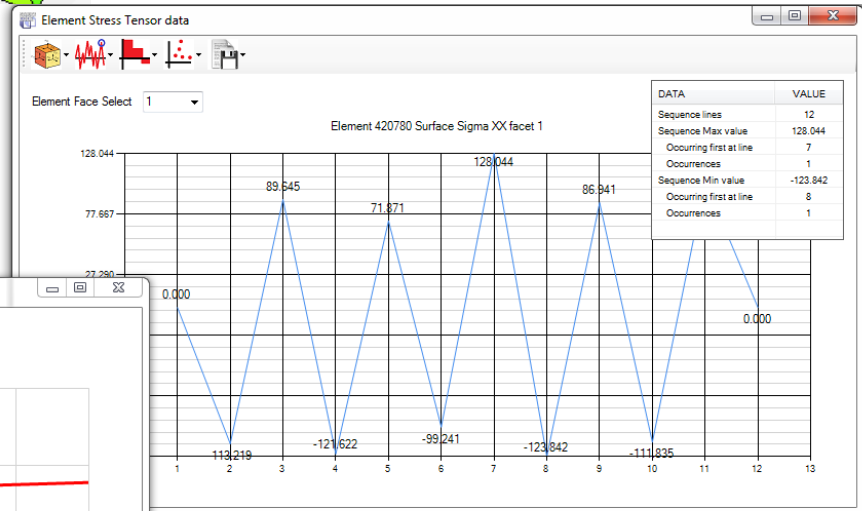 Element Stress Tensor data
Element Face Select 1
DATA VALUE
Sequence lines 12
Sequence Max value 128.044
Occurring first at line 7
Occurrences 1
Sequence Min value -123.842
Occurring first at line 8
Occurrences 1
Element 420780 Surface Sigma XX facet 1
128.044
128.044
89.645
86.941
77.667
71.871
27.290
0.000
0.000
-99.241
-121.622
-123.842
113.219
-111.835
1 2 3 4 5 6 7 8 9 10 11 12 13